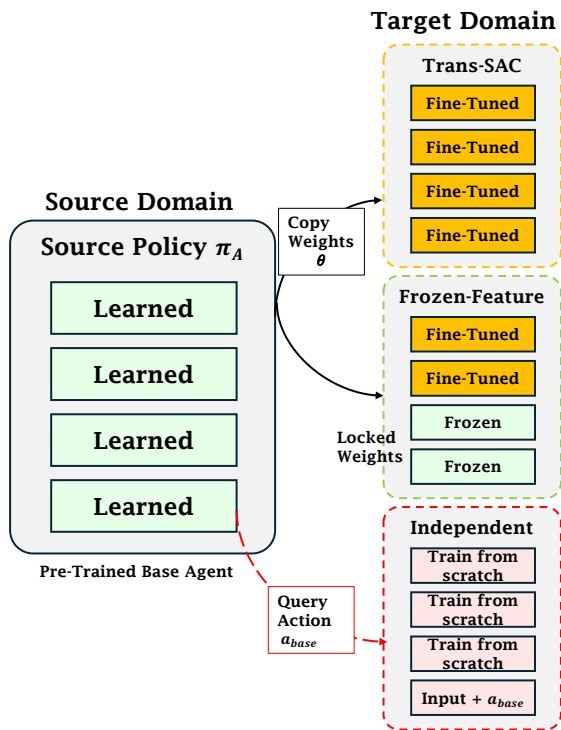 Target Domain
Trans-SAC
Fine-Tuned
Fine-Tuned
Fine-Tuned
Fine-Tuned
Source Domain
Source Policy π_A
Learned
Learned
Learned
Learned
Pre-Trained Base Agent
Copy
Weights
θ
Frozen-Feature
Fine-Tuned
Fine-Tuned
Frozen
Frozen
Locked
Weights
Query
Action
a_base
Independent
Train from
scratch
Train from
scratch
Train from
scratch
Input + a_base